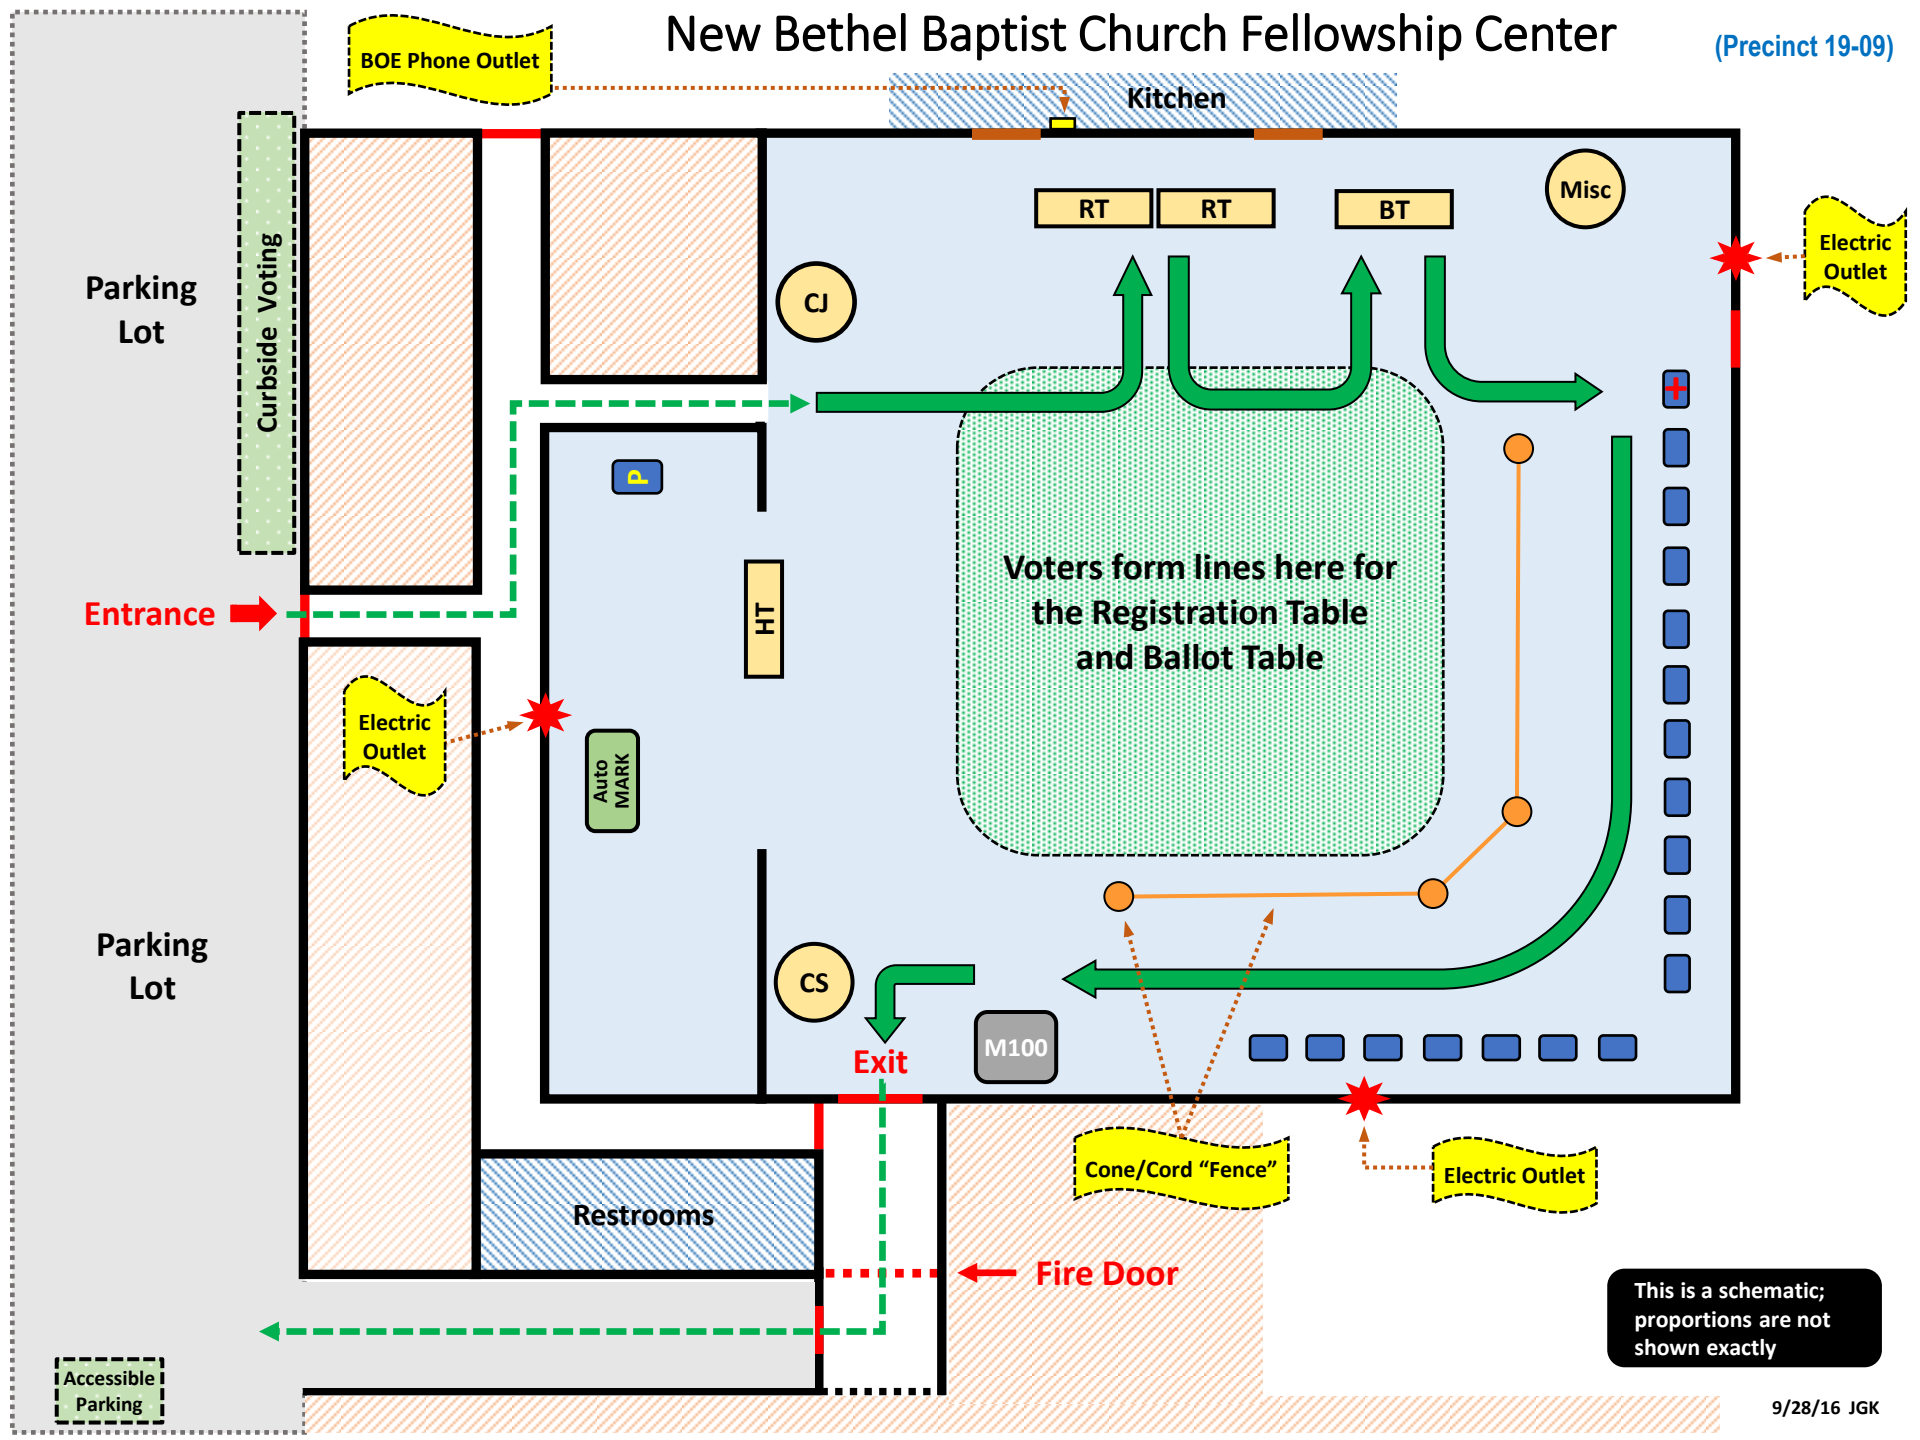 New Bethel Baptist Church Fellowship Center
(Precinct 19-09)
BOE Phone Outlet
Kitchen
Misc
RT
RT
BT
Electric
Outlet
Parking
Lot
Curbside Voting
CJ
+
P
Voters form lines here for
the Registration Table
and Ballot Table
Entrance
HT
Electric
Outlet
Auto
MARK
Parking
Lot
CS
M100
Exit
Cone/Cord “Fence”
Electric Outlet
Restrooms
Fire Door
This is a schematic;
proportions are not
shown exactly
Accessible
Parking
9/28/16 JGK